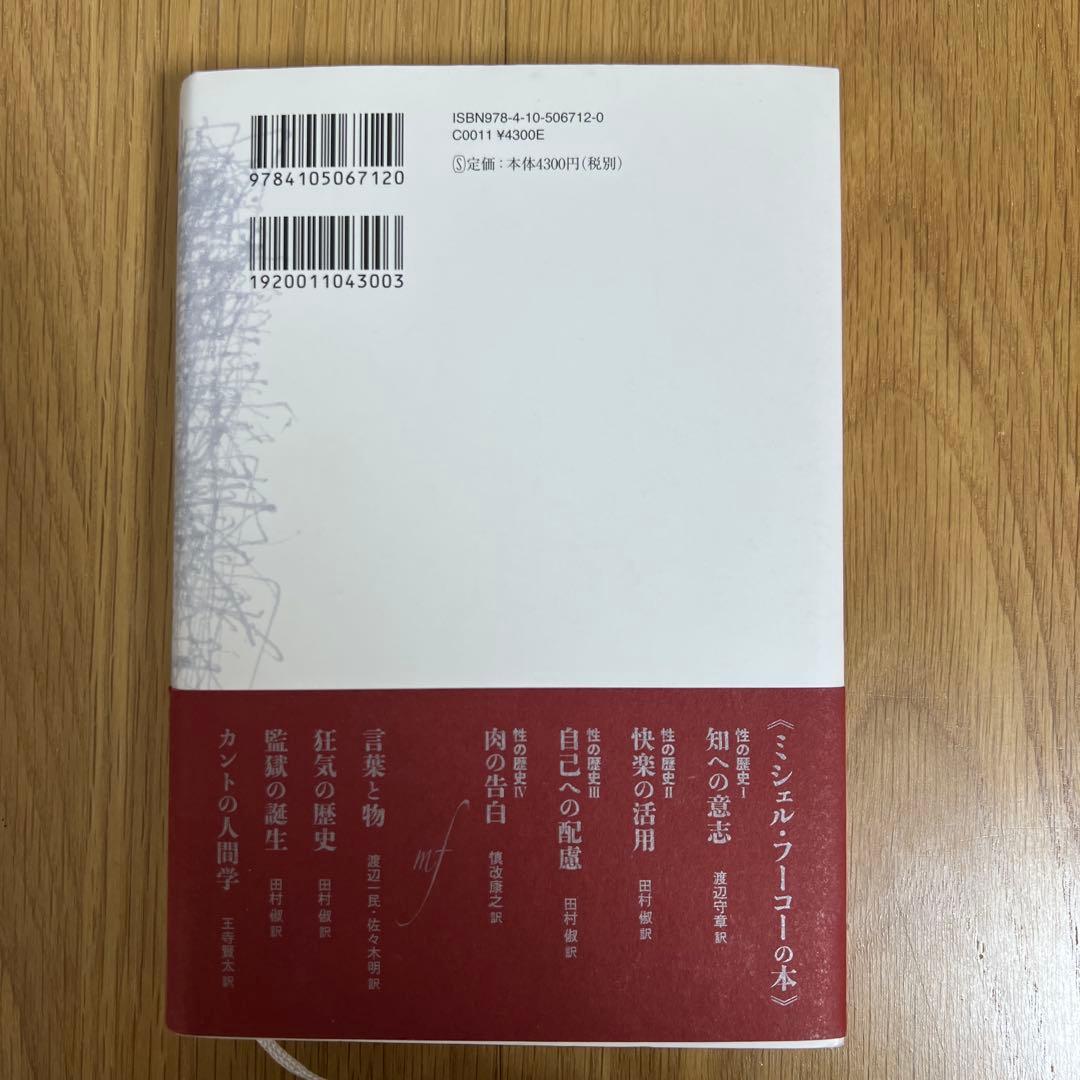 ISBN978-4-10-506712-0
C0011 ¥4300E
Ⓢ定価：本体4300円(税別)
9784105067120
1920011043003
《ミシェル・フーコーの本》
性の歴史Ⅰ
知への意志 渡辺守章訳
性の歴史Ⅱ
快楽の活用 田村俶訳
性の歴史Ⅲ
自己への配慮 田村俶訳
性の歴史Ⅳ
肉の告白 慎改康之訳
mf
言葉と物 渡辺一民・佐々木明訳
狂気の歴史 田村俶訳
監獄の誕生 田村俶訳
カントの人間学 王寺賢太訳